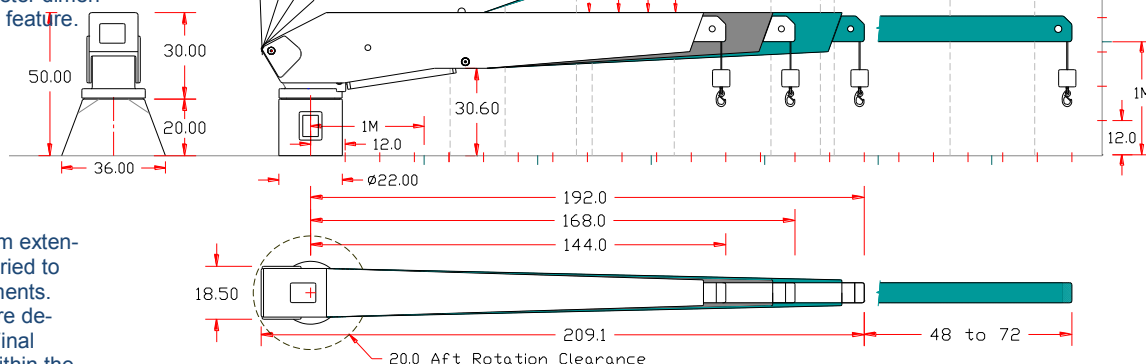 feature.
30.00
50.00
20.00
36.00
30.60
1M
12.0
1M
12.0
ø22.00
192.0
168.0
144.0
m exten-
ried to
ments.
re de-
inal
18.50
209.1
48 to 72
20.0 Aft Rotation Clearance